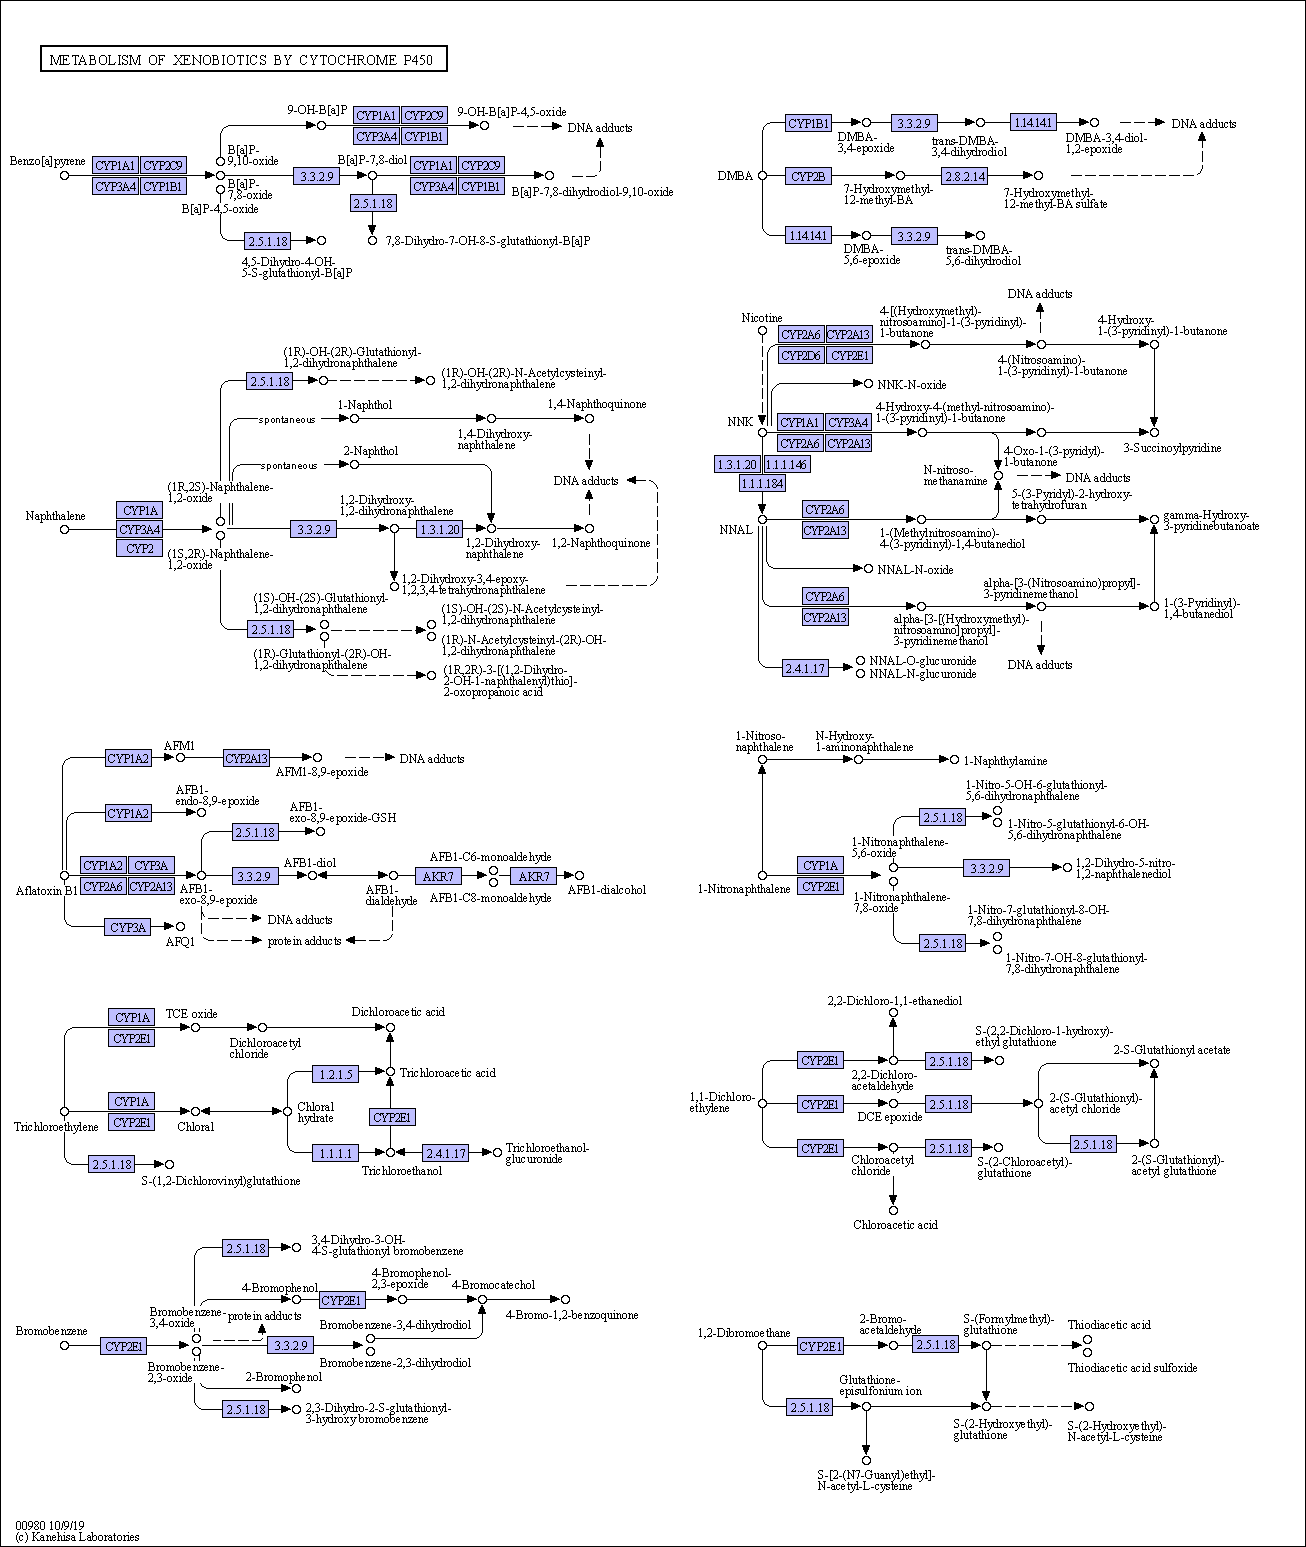 METABOLISM OF XENOBIOTICS BY CYTOCHROME P450
9-OH-B[a]P
CYP1A1
CYP2C9
CYP3A4
CYP1B1
9-OH-B[a]P-4,5-oxide
DNA adducts
Benzo[a]pyrene
CYP1A1
CYP2C9
CYP3A4
CYP1B1
B[a]P-
9,10-oxide
B[a]P-
7,8-oxide
B[a]P-4,5-oxide
3.3.2.9
B[a]P-7,8-diol
CYP1A1
CYP2C9
CYP3A4
CYP1B1
B[a]P-7,8-dihydrodiol-9,10-oxide
2.5.1.18
7,8-Dihydro-7-OH-8-S-glutathionyl-B[a]P
2.5.1.18
4,5-Dihydro-4-OH-
5-S-glutathionyl-B[a]P
DMBA
CYP1B1
DMBA-
3,4-epoxide
3.3.2.9
trans-DMBA-
3,4-dihydrodiol
1.14.14.1
DMBA-3,4-diol-
1,2-epoxide
DNA adducts
CYP2B
7-Hydroxymethyl-
12-methyl-BA
2.8.2.14
7-Hydroxymethyl-
12-methyl-BA sulfate
1.14.14.1
DMBA-
5,6-epoxide
3.3.2.9
trans-DMBA-
5,6-dihydrodiol
Naphthalene
CYP1A
CYP3A4
CYP2
(1R,2S)-Naphthalene-
1,2-oxide
(1S,2R)-Naphthalene-
1,2-oxide
2.5.1.18
(1R)-OH-(2R)-Glutathionyl-
1,2-dihydronaphthalene
(1R)-OH-(2R)-N-Acetylcysteinyl-
1,2-dihydronaphthalene
spontaneous
1-Naphthol
1,4-Dihydroxy-
naphthalene
1,4-Naphthoquinone
spontaneous
2-Naphthol
DNA adducts
3.3.2.9
1,2-Dihydroxy-
1,2-dihydronaphthalene
1.3.1.20
1,2-Dihydroxy-
naphthalene
1,2-Naphthoquinone
1,2-Dihydroxy-3,4-epoxy-
1,2,3,4-tetrahydronaphthalene
2.5.1.18
(1S)-OH-(2S)-Glutathionyl-
1,2-dihydronaphthalene
(1S)-OH-(2S)-N-Acetylcysteinyl-
1,2-dihydronaphthalene
(1R)-Glutathionyl-(2R)-OH-
1,2-dihydronaphthalene
(1R)-N-Acetylcysteinyl-(2R)-OH-
1,2-dihydronaphthalene
(1R,2R)-3-[(1,2-Dihydro-
2-OH-1-naphthalenyl)thio]-
2-oxopropanoic acid
Nicotine
CYP2A6
CYP2A13
CYP2D6
CYP2E1
4-[(Hydroxymethyl)-
nitrosoamino]-1-(3-pyridinyl)-
1-butanone
DNA adducts
4-(Nitrosoamino)-
1-(3-pyridinyl)-1-butanone
4-Hydroxy-
1-(3-pyridinyl)-1-butanone
NNK-N-oxide
NNK
CYP1A1
CYP3A4
CYP2A6
CYP2A13
4-Hydroxy-4-(methyl-nitrosoamino)-
1-(3-pyridinyl)-1-butanone
4-Oxo-1-(3-pyridyl)-
1-butanone
3-Succinoylpyridine
1.3.1.20
1.1.1.146
1.1.1.184
N-nitroso-
methanamine
DNA adducts
NNAL
CYP2A6
CYP2A13
1-(Methylnitrosoamino)-
4-(3-pyridinyl)-1,4-butanediol
5-(3-Pyridyl)-2-hydroxy-
tetrahydrofuran
gamma-Hydroxy-
3-pyridinebutanoate
NNAL-N-oxide
CYP2A6
CYP2A13
alpha-[3-[(Hydroxymethyl)-
nitrosoamino]propyl]-
3-pyridinemethanol
alpha-[3-(Nitrosoamino)propyl]-
3-pyridinemethanol
1-(3-Pyridinyl)-
1,4-butanediol
DNA adducts
2.4.1.17
NNAL-O-glucuronide
NNAL-N-glucuronide
Aflatoxin B1
CYP1A2
AFM1
CYP2A13
AFM1-8,9-epoxide
DNA adducts
CYP1A2
AFB1-
endo-8,9-epoxide
2.5.1.18
AFB1-
exo-8,9-epoxide-GSH
CYP1A2
CYP3A
CYP2A6
CYP2A13
AFB1-
exo-8,9-epoxide
3.3.2.9
AFB1-diol
AFB1-
dialdehyde
AKR7
AFB1-C6-monoaldehyde
AFB1-C8-monoaldehyde
AKR7
AFB1-dialcohol
DNA adducts
protein adducts
CYP3A
AFQ1
1-Nitroso-
naphthalene
N-Hydroxy-
1-aminonaphthalene
1-Naphthylamine
1-Nitronaphthalene
CYP1A
CYP2E1
1-Nitronaphthalene-
5,6-oxide
1-Nitronaphthalene-
7,8-oxide
2.5.1.18
1-Nitro-5-OH-6-glutathionyl-
5,6-dihydronaphthalene
1-Nitro-5-glutathionyl-6-OH-
5,6-dihydronaphthalene
3.3.2.9
1,2-Dihydro-5-nitro-
1,2-naphthalenediol
2.5.1.18
1-Nitro-7-glutathionyl-8-OH-
7,8-dihydronaphthalene
1-Nitro-7-OH-8-glutathionyl-
7,8-dihydronaphthalene
Trichloroethylene
CYP1A
CYP2E1
TCE oxide
Dichloroacetyl
chloride
Dichloroacetic acid
CYP1A
CYP2E1
Chloral
Chloral
hydrate
1.2.1.5
Trichloroacetic acid
CYP2E1
1.1.1.1
Trichloroethanol
2.4.1.17
Trichloroethanol-
glucuronide
2.5.1.18
S-(1,2-Dichlorovinyl)glutathione
1,1-Dichloro-
ethylene
2,2-Dichloro-1,1-ethanediol
CYP2E1
2,2-Dichloro-
acetaldehyde
2.5.1.18
S-(2,2-Dichloro-1-hydroxy)-
ethyl glutathione
CYP2E1
DCE epoxide
2.5.1.18
2-(S-Glutathionyl)-
acetyl chloride
2-S-Glutathionyl acetate
2.5.1.18
2-(S-Glutathionyl)-
acetyl glutathione
CYP2E1
Chloroacetyl
chloride
2.5.1.18
S-(2-Chloroacetyl)-
glutathione
Chloroacetic acid
Bromobenzene
CYP2E1
Bromobenzene-
3,4-oxide
Bromobenzene-
2,3-oxide
2.5.1.18
3,4-Dihydro-3-OH-
4-S-glutathionyl bromobenzene
4-Bromophenol
CYP2E1
4-Bromophenol-
2,3-epoxide
4-Bromocatechol
4-Bromo-1,2-benzoquinone
protein adducts
3.3.2.9
Bromobenzene-3,4-dihydrodiol
Bromobenzene-2,3-dihydrodiol
2-Bromophenol
2.5.1.18
2,3-Dihydro-2-S-glutathionyl-
3-hydroxy bromobenzene
1,2-Dibromoethane
CYP2E1
2-Bromo-
acetaldehyde
2.5.1.18
S-(Formylmethyl)-
glutathione
Thiodiacetic acid
Thiodiacetic acid sulfoxide
2.5.1.18
Glutathione-
episulfonium ion
S-(2-Hydroxyethyl)-
glutathione
S-(2-Hydroxyethyl)-
N-acetyl-L-cysteine
S-[2-(N7-Guanyl)ethyl]-
N-acetyl-L-cysteine
00980 10/9/19
(c) Kanehisa Laboratories